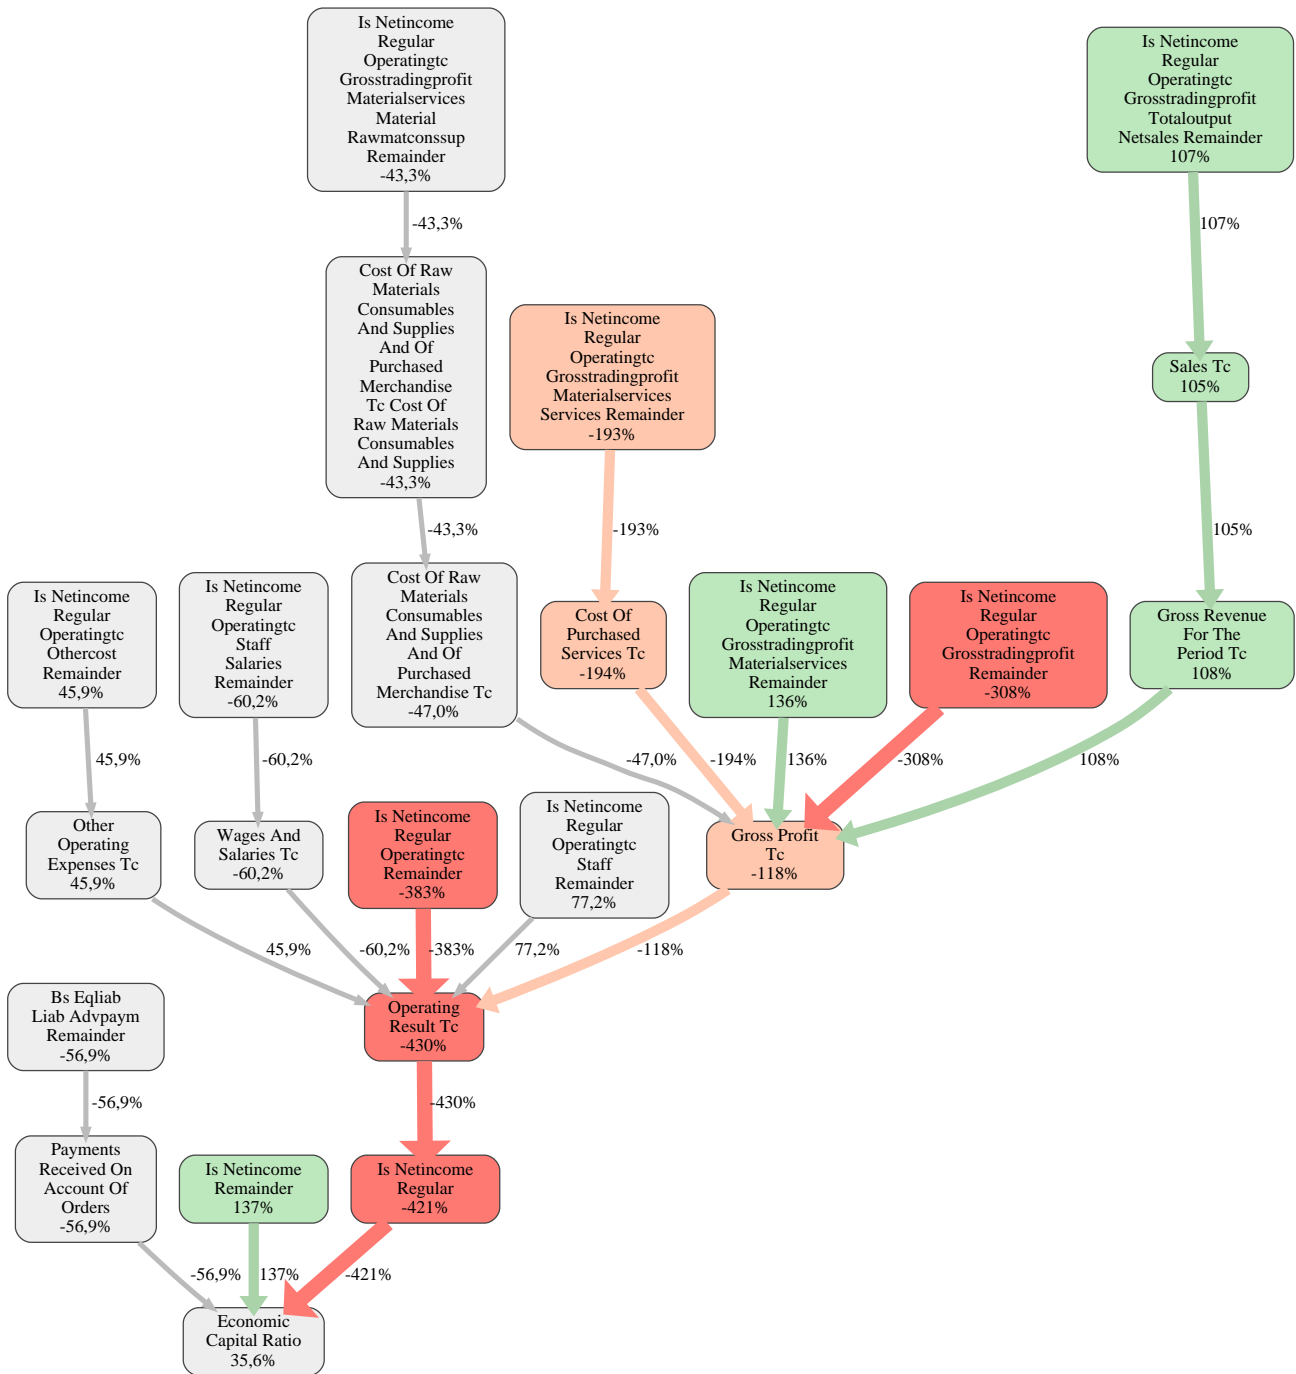 Is Netincome
Regular
Operatingtc
Grosstradingprofit
Materialservices
Material
Rawmatconssup
Remainder
-43,3%
Is Netincome
Regular
Operatingtc
Grosstradingprofit
Totaloutput
Netsales Remainder
107%
-43,3%
107%
Cost Of Raw
Materials
Consumables
And Supplies
And Of
Purchased
Merchandise
Tc Cost Of
Raw Materials
Consumables
And Supplies
-43,3%
Is Netincome
Regular
Operatingtc
Grosstradingprofit
Materialservices
Services Remainder
-193%
Sales Tc
105%
-43,3%
-193%
105%
Is Netincome
Regular
Operatingtc
Othercost
Remainder
45,9%
Is Netincome
Regular
Operatingtc
Staff
Salaries
Remainder
-60,2%
Cost Of Raw
Materials
Consumables
And Supplies
And Of
Purchased
Merchandise Tc
-47,0%
Cost Of
Purchased
Services Tc
-194%
Is Netincome
Regular
Operatingtc
Grosstradingprofit
Materialservices
Remainder
136%
Is Netincome
Regular
Operatingtc
Grosstradingprofit
Remainder
-308%
Gross Revenue
For The
Period Tc
108%
45,9%
-60,2%
-47,0%
-194%
136%
-308%
108%
Other
Operating
Expenses Tc
45,9%
Wages And
Salaries Tc
-60,2%
Is Netincome
Regular
Operatingtc
Remainder
-383%
Is Netincome
Regular
Operatingtc
Staff
Remainder
77,2%
Gross Profit
Tc
-118%
45,9%
-60,2%
-383%
77,2%
-118%
Bs Eqliab
Liab Advpaym
Remainder
-56,9%
Operating
Result Tc
-430%
-56,9%
-430%
Payments
Received On
Account Of
Orders
-56,9%
Is Netincome
Remainder
137%
Is Netincome
Regular
-421%
-56,9%
137%
-421%
Economic
Capital Ratio
35,6%